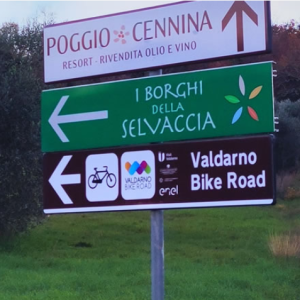 POGGIO CENNINA
RESORT - RIVENDITA OLIO E VINO
I BORGHI
DELLA
SELVACCIA
VALDARNO
BIKE ROAD
enel
Valdarno
Bike Road